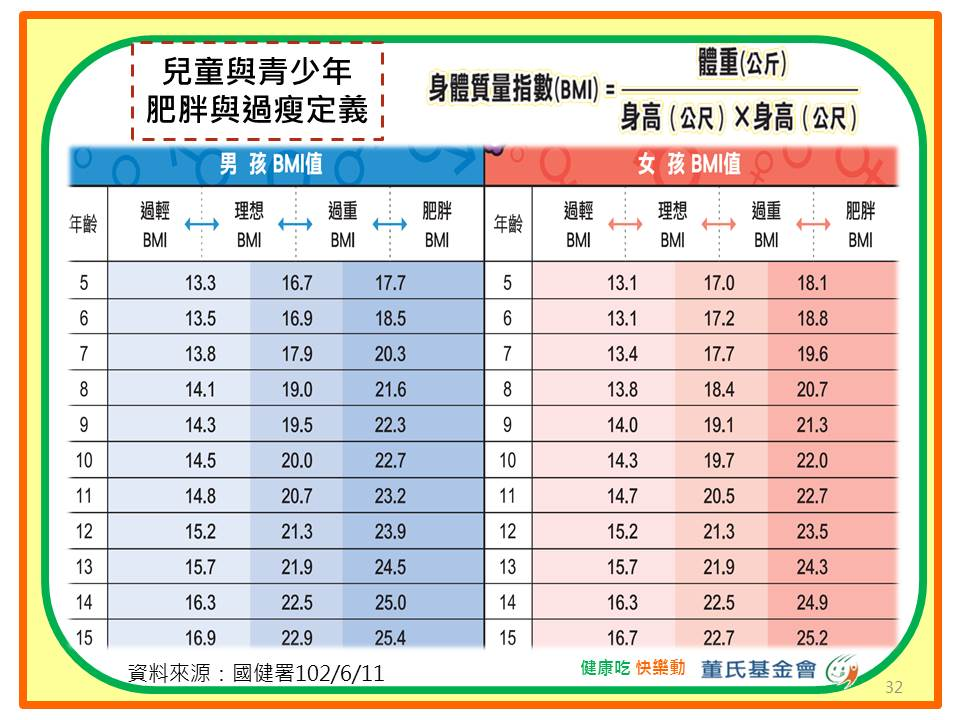 兒童與青少年
肥胖與過瘦定義
身體質量指數(BMI) = 體重(公斤)
身高（公尺）×身高（公尺）
男 孩 BMI值 女 孩 BMI值
年齡 過輕 BMI 理想 BMI 過重 BMI 肥胖 BMI 年齡 過輕 BMI 理想 BMI 過重 BMI 肥胖 BMI
5 13.3 16.7 17.7 5 13.1 17.0 18.1
6 13.5 16.9 18.5 6 13.1 17.2 18.8
7 13.8 17.9 20.3 7 13.4 17.7 19.6
8 14.1 19.0 21.6 8 13.8 18.4 20.7
9 14.3 19.5 22.3 9 14.0 19.1 21.3
10 14.5 20.0 22.7 10 14.3 19.7 22.0
11 14.8 20.7 23.2 11 14.7 20.5 22.7
12 15.2 21.3 23.9 12 15.2 21.3 23.5
13 15.7 21.9 24.5 13 15.7 21.9 24.3
14 16.3 22.5 25.0 14 16.3 22.5 24.9
15 16.9 22.9 25.4 15 16.7 22.7 25.2
資料來源：國健署102/6/11
健康吃 快樂動 董氏基金會
32